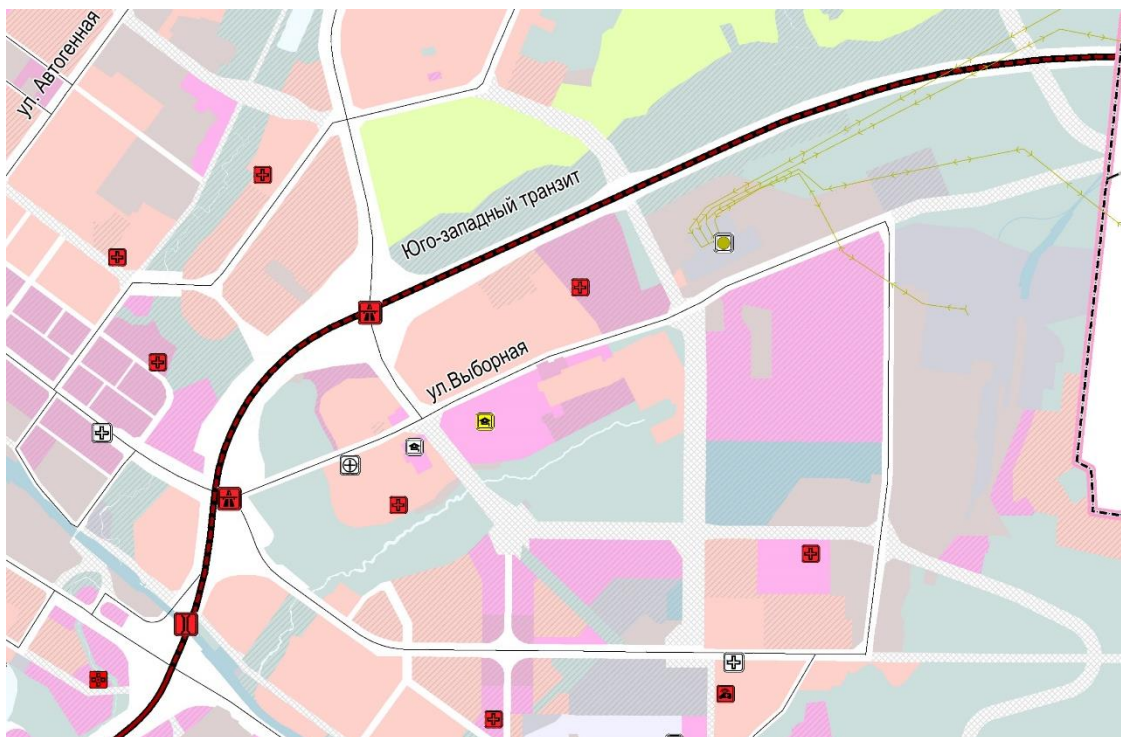 ул. Автогенная
Юго-западный транзит
ул.Выборная